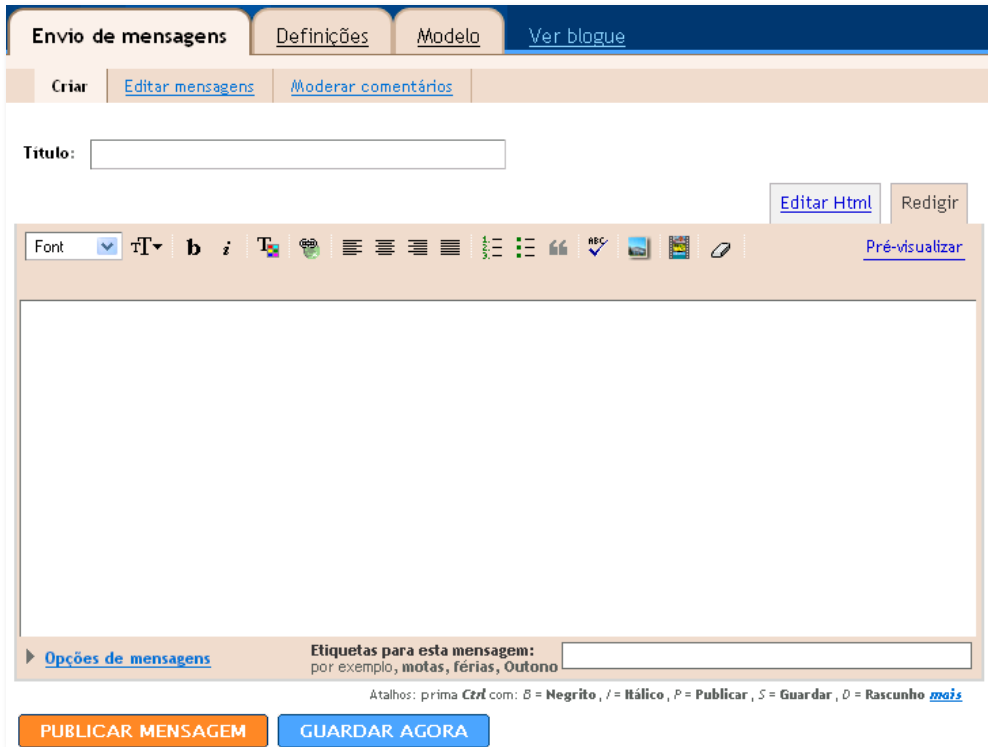 Envio de mensagens Definições Modelo Ver blogue
Criar Editar mensagens Moderar comentários
Título:
Editar Html Redigir
Font TT b i T ABC Pré-visualizar
Opções de mensagens
Etiquetas para esta mensagem:
por exemplo, motas, férias, Outono
Atalhos: prima Ctrl com: B = Negrito, I = Itálico, P = Publicar, S = Guardar, D = Rascunho mais
PUBLICAR MENSAGEM GUARDAR AGORA